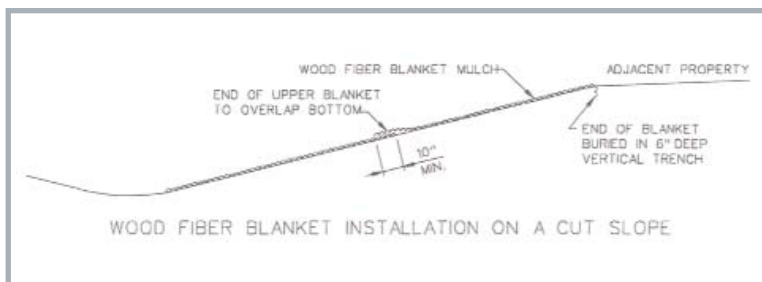 WOOD FIBER BLANKET MULCH
ADJACENT PROPERTY
END OF UPPER BLANKET
TO OVERLAP BOTTOM
END OF BLANKET
BURIED IN 6" DEEP
VERTICAL TRENCH
10"
MIN.
WOOD FIBER BLANKET INSTALLATION ON A CUT SLOPE